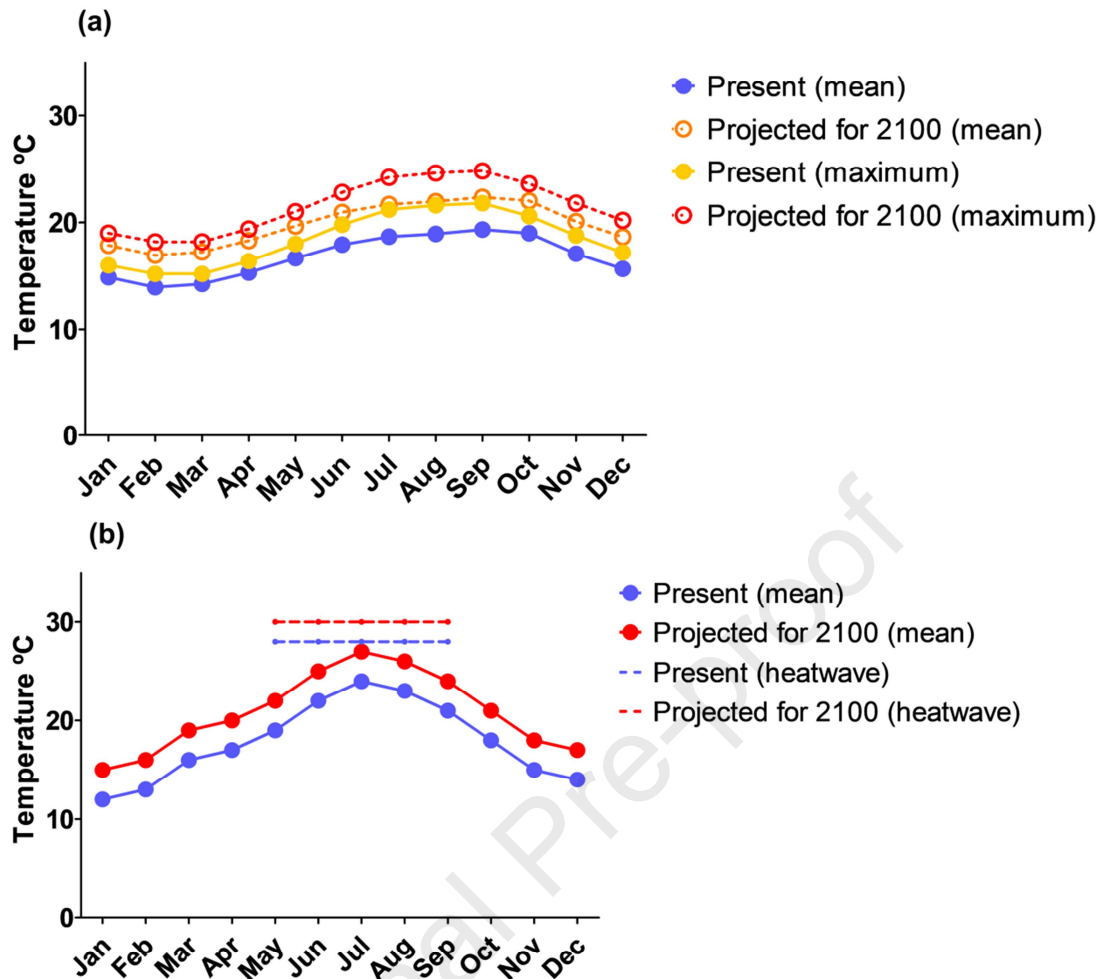 (a)
Temperature ºC
30
20
10
0
Jan Feb Mar Apr May Jun Jul Aug Sep Oct Nov Dec
Present (mean)
Projected for 2100 (mean)
Present (maximum)
Projected for 2100 (maximum)
(b)
Temperature ºC
30
20
10
0
Jan Feb Mar Apr May Jun Jul Aug Sep Oct Nov Dec
Present (mean)
Projected for 2100 (mean)
Present (heatwave)
Projected for 2100 (heatwave)
Pre-proof